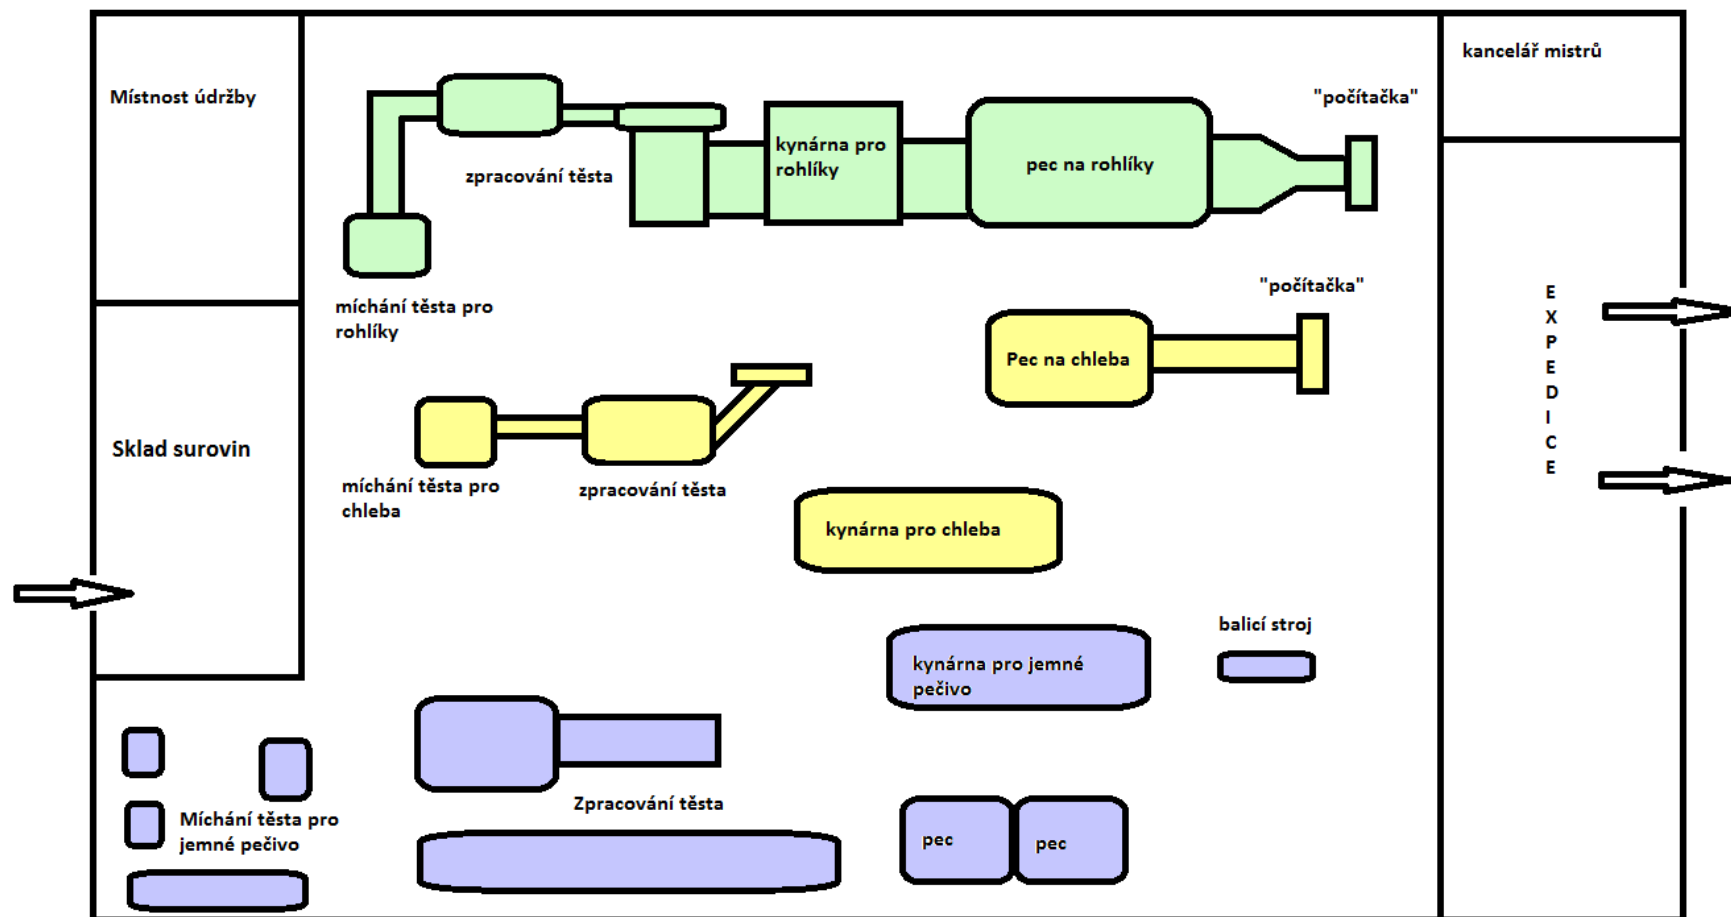 Místnost údržby
kancelář mistrů
"počítačka"
zpracování těsta
kynárna pro
rohlíky
pec na rohlíky
míchání těsta pro
rohlíky
"počítačka"
Pec na chleba
E
X
P
E
D
I
C
E
Sklad surovin
míchání těsta pro
chleba
zpracování těsta
kynárna pro chleba
balicí stroj
kynárna pro jemné
pečivo
Zpracování těsta
Míchání těsta pro
jemné pečivo
pec
pec